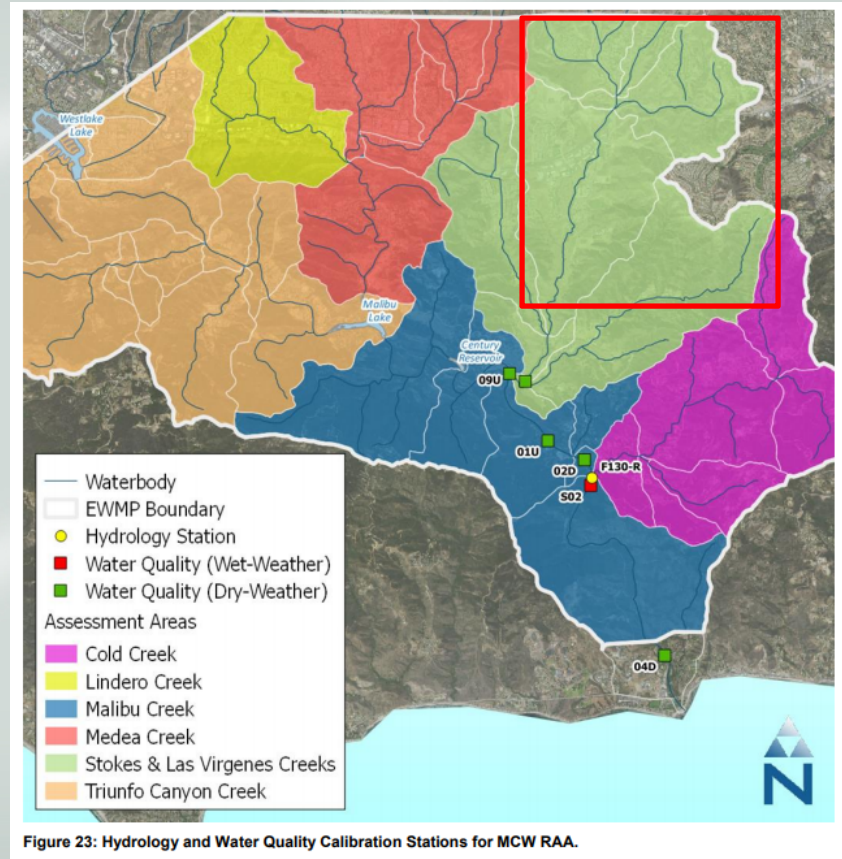 Westlake
Lake
Malibu
Lake
Century
Reservoir
09U
01U
02D
F130-R
S02
04D
Waterbody
EWMP Boundary
Hydrology Station
Water Quality (Wet-Weather)
Water Quality (Dry-Weather)
Assessment Areas
Cold Creek
Lindero Creek
Malibu Creek
Medea Creek
Stokes & Las Virgenes Creeks
Triunfo Canyon Creek
N
Figure 23: Hydrology and Water Quality Calibration Stations for MCW RAA.